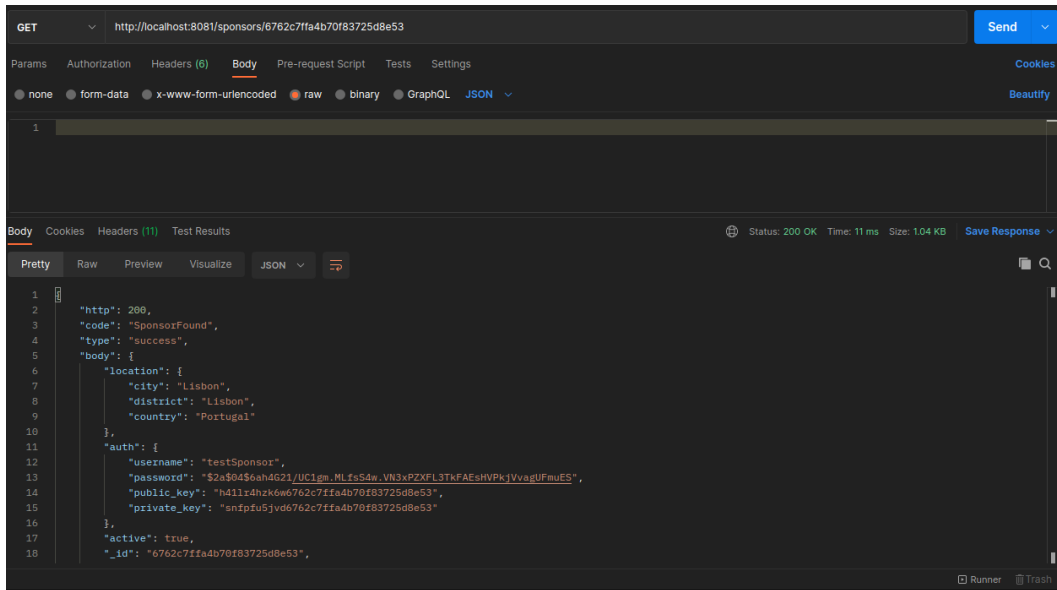 GET http://localhost:8081/sponsors/6762c7ffa4b70f83725d8e53 Send
Params Authorization Headers (6) Body Pre-request Script Tests Settings Cookies
none form-data x-www-form-urlencoded raw binary GraphQL JSON Beautify
1
Body Cookies Headers (11) Test Results Status: 200 OK Time: 11 ms Size: 1.04 KB Save Response
Pretty Raw Preview Visualize JSON
1 {
2 "http": 200,
3 "code": "SponsorFound",
4 "type": "success",
5 "body": {
6 "location": {
7 "city": "Lisbon",
8 "district": "Lisbon",
9 "country": "Portugal"
10 },
11 "auth": {
12 "username": "testSponsor",
13 "password": "$2a$04$6ah4G21/UC1gm.MLfsS4w.VN3xPZXFL3TkFAEsHVPkjVvagUFmuES",
14 "public_key": "h41lr4hzk6w6762c7ffa4b70f83725d8e53",
15 "private_key": "snfpfu5jvd6762c7ffa4b70f83725d8e53"
16 },
17 "active": true,
18 "_id": "6762c7ffa4b70f83725d8e53",
Runner Trash